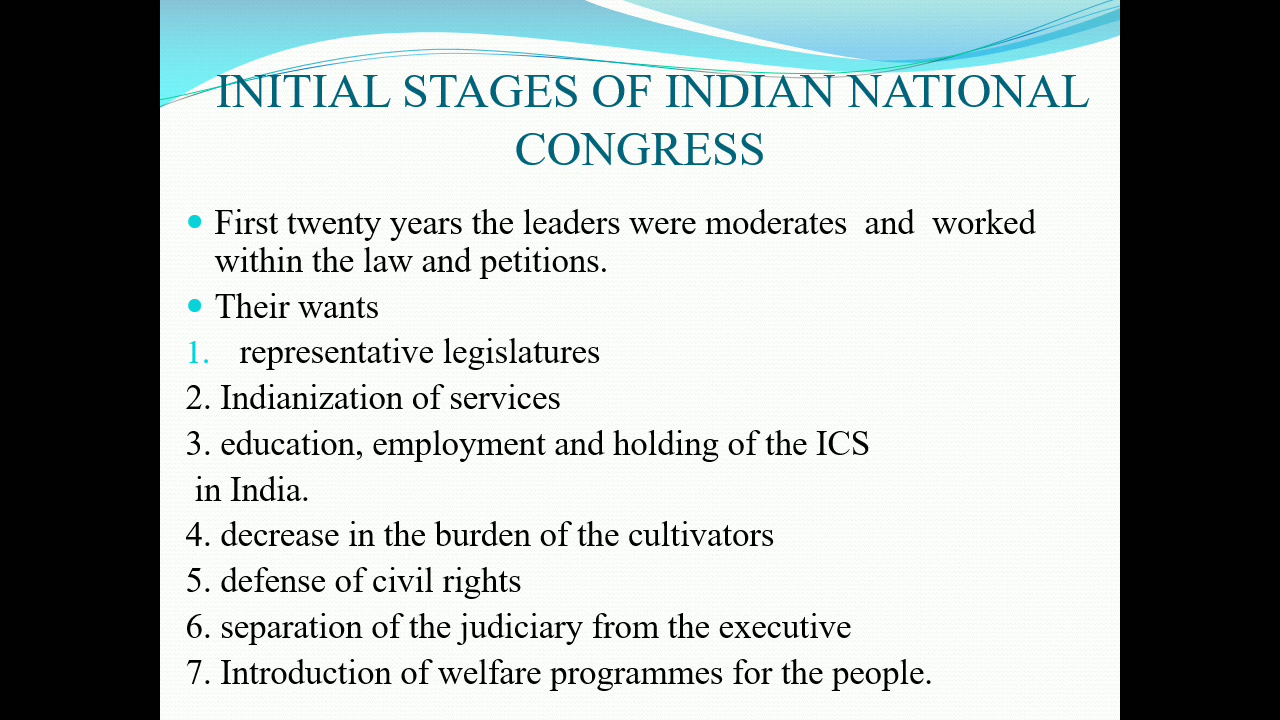 INITIAL STAGES OF INDIAN NATIONAL
CONGRESS
First twenty years the leaders were moderates and worked
within the law and petitions.
Their wants
1. representative legislatures
2. Indianization of services
3. education, employment and holding of the ICS
in India.
4. decrease in the burden of the cultivators
5. defense of civil rights
6. separation of the judiciary from the executive
7. Introduction of welfare programmes for the people.